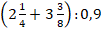 (2 1/4 + 3 3/8) : 0,9